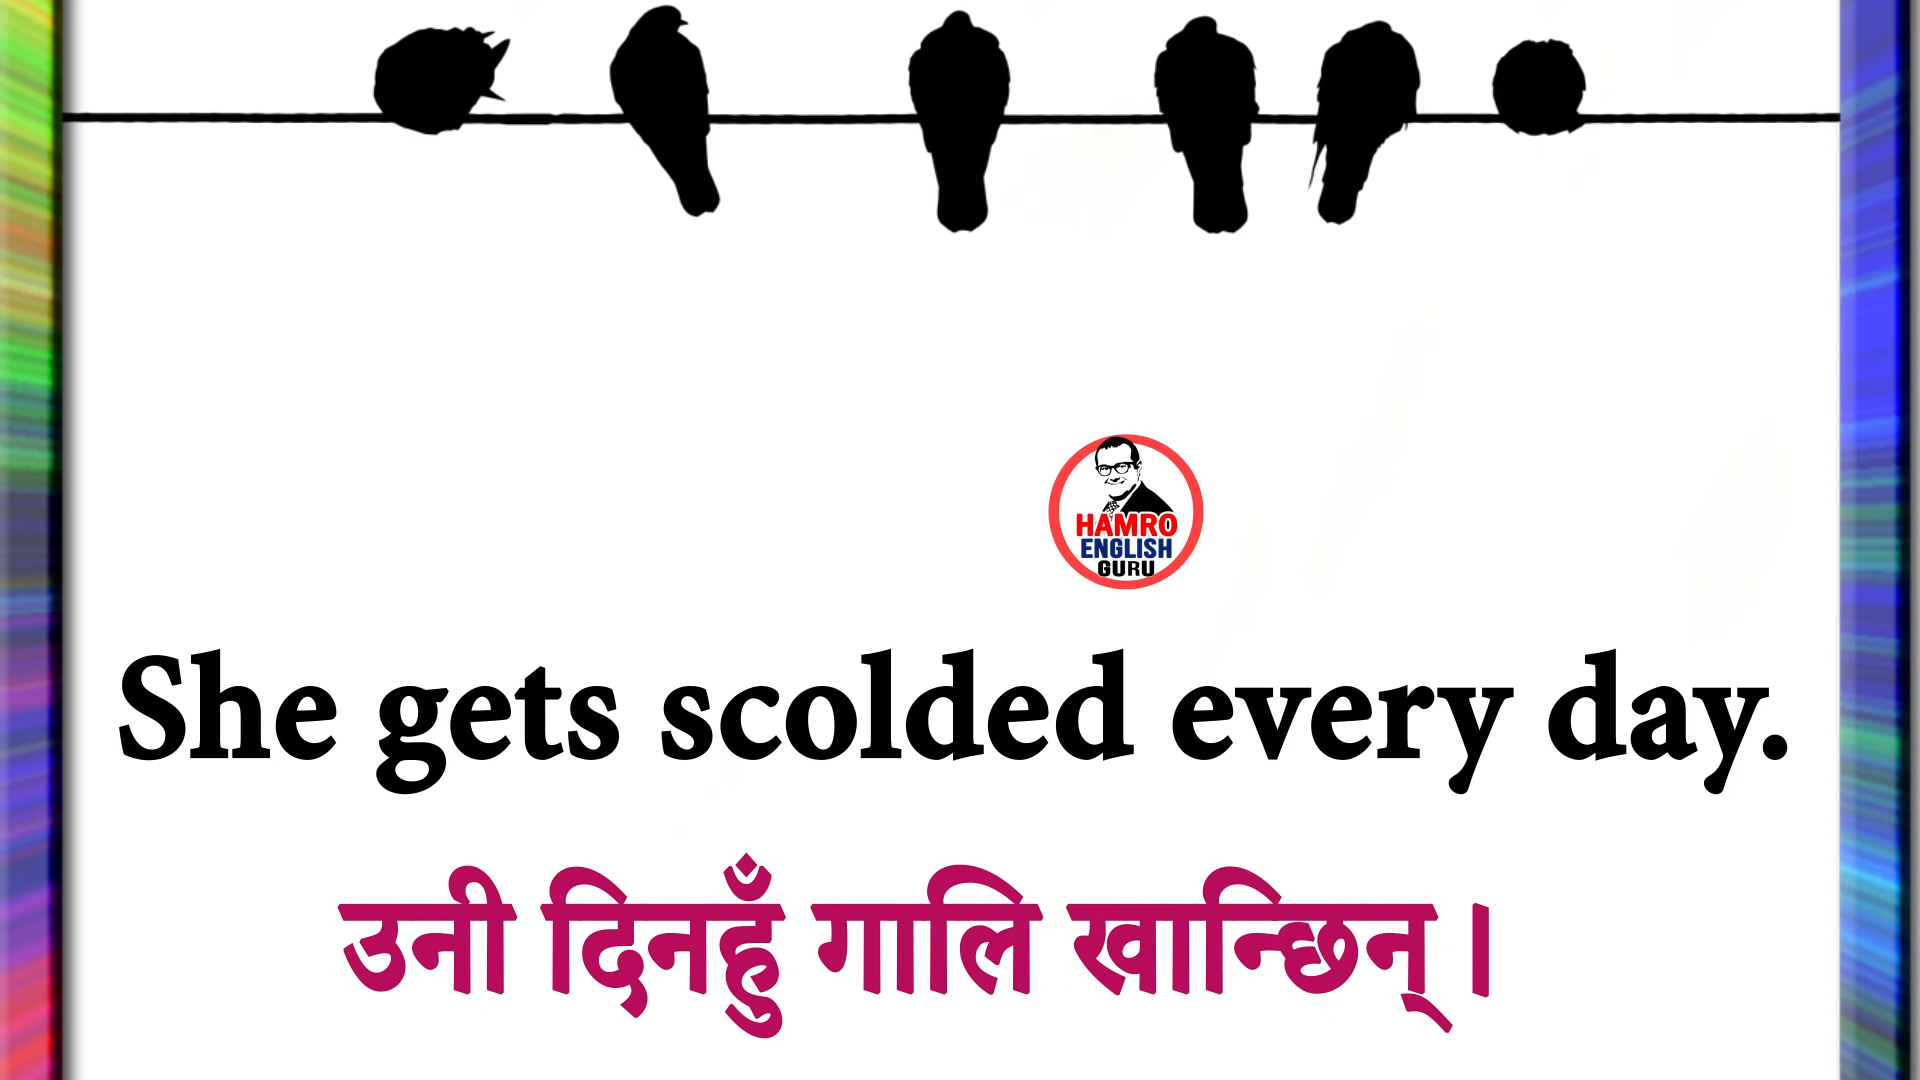 HAMRO
ENGLISH
GURU
She gets scolded every day.
उनी दिनहुँ गालि खान्छिन् ।